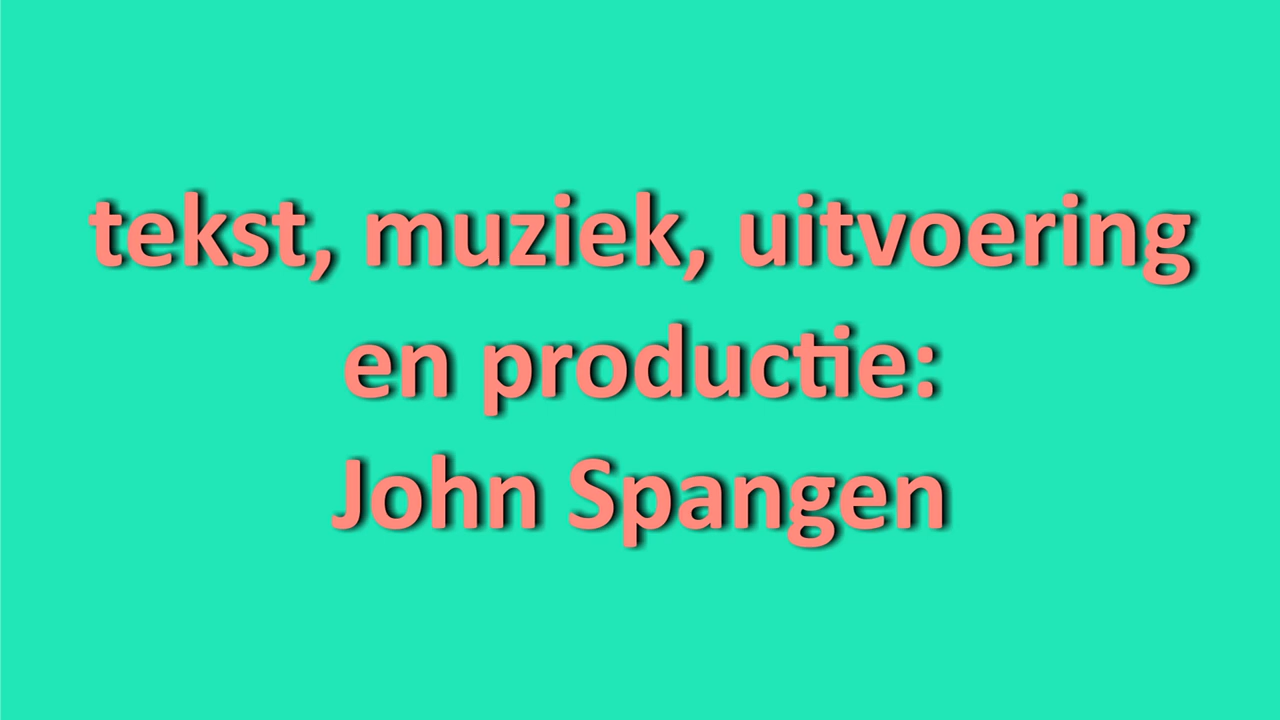 tekst, muziek, uitvoering
en productie:
John Spangen